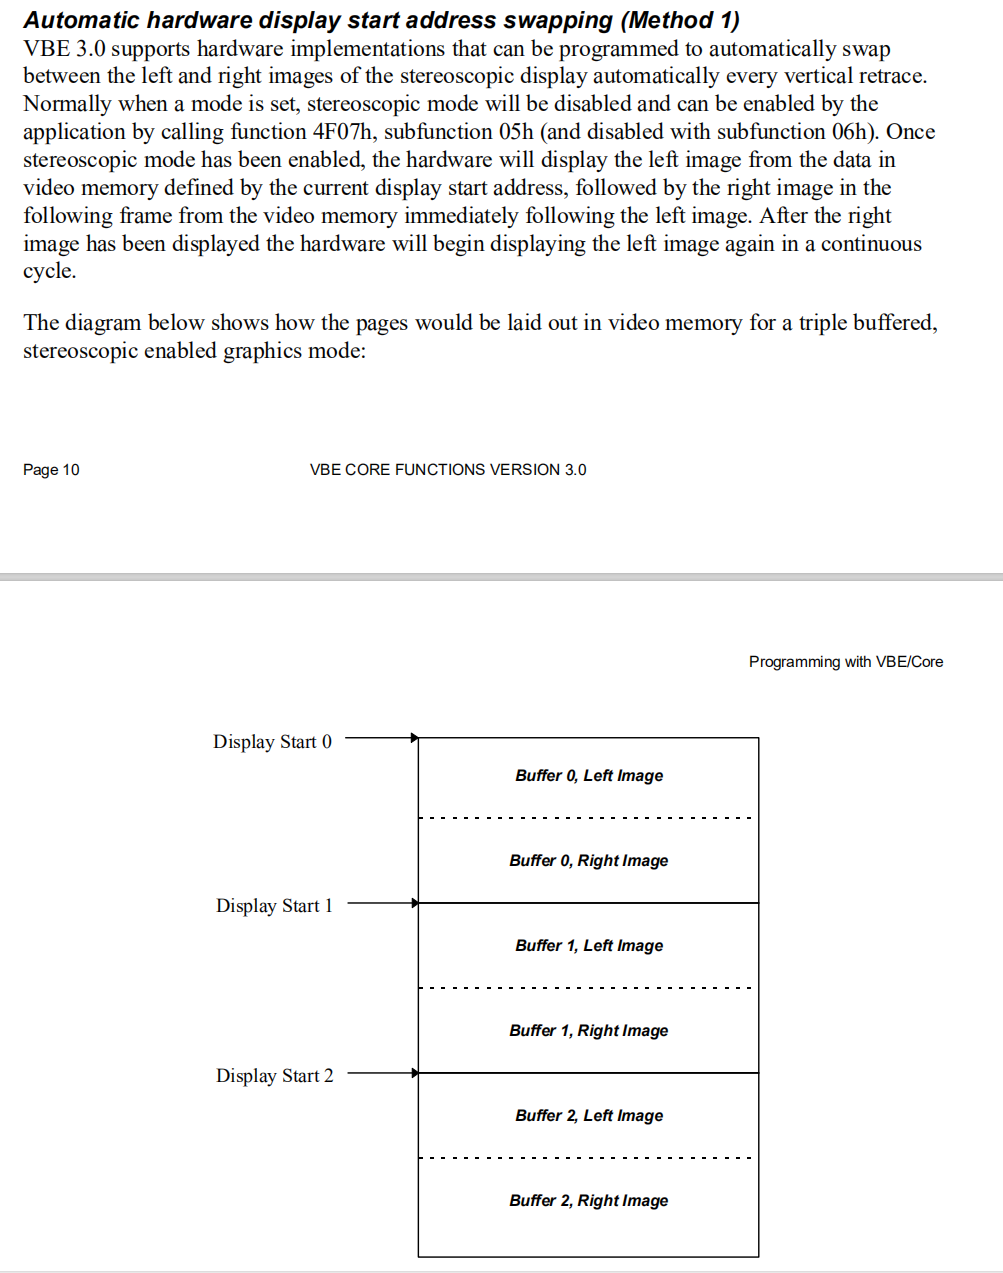 Automatic hardware display start address swapping (Method 1)
VBE 3.0 supports hardware implementations that can be programmed to automatically swap
between the left and right images of the stereoscopic display automatically every vertical retrace.
Normally when a mode is set, stereoscopic mode will be disabled and can be enabled by the
application by calling function 4F07h, subfunction 05h (and disabled with subfunction 06h). Once
stereoscopic mode has been enabled, the hardware will display the left image from the data in
video memory defined by the current display start address, followed by the right image in the
following frame from the video memory immediately following the left image. After the right
image has been displayed the hardware will begin displaying the left image again in a continuous
cycle.
The diagram below shows how the pages would be laid out in video memory for a triple buffered,
stereoscopic enabled graphics mode:
Page 10 VBE CORE FUNCTIONS VERSION 3.0
Programming with VBE/Core
Display Start 0
Buffer 0, Left Image
Buffer 0, Right Image
Display Start 1
Buffer 1, Left Image
Buffer 1, Right Image
Display Start 2
Buffer 2, Left Image
Buffer 2, Right Image